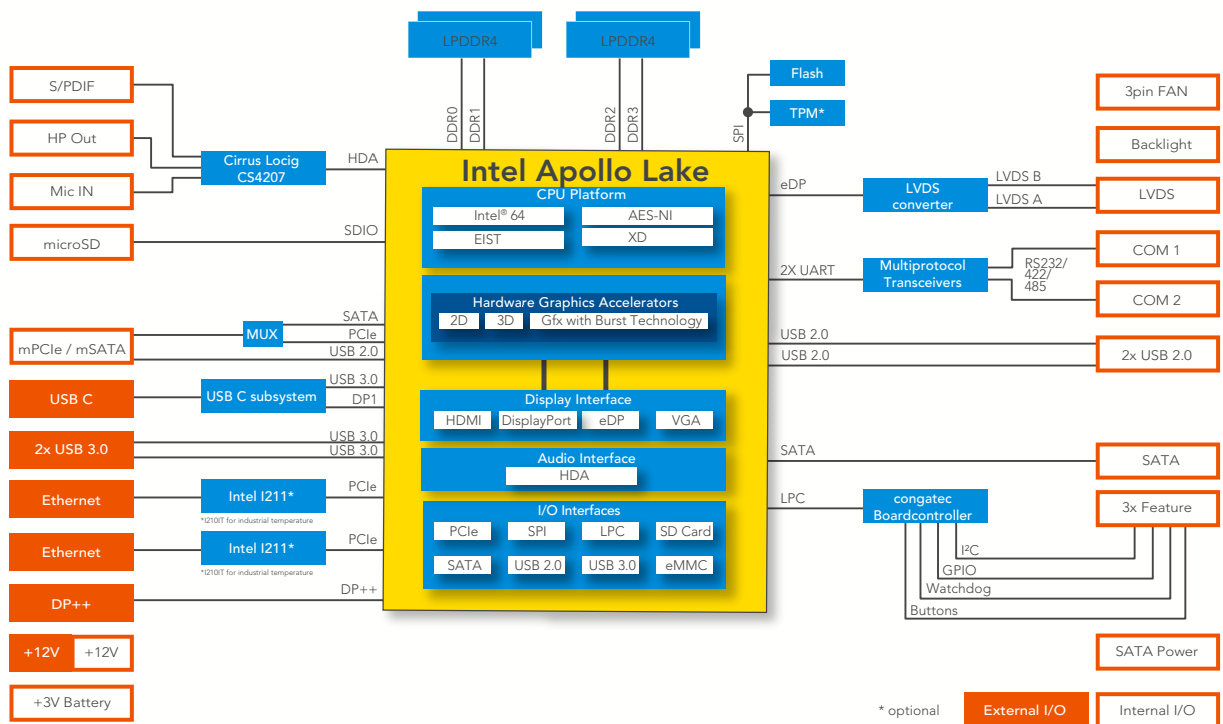 LPDDR4
LPDDR4
DDR0
DDR1
DDR2
DDR3
SPI
Flash
TPM*
S/PDIF
HP Out
Mic IN
microSD
Cirrus Locig
CS4207
HDA
SDIO
mPCIe / mSATA
MUX
SATA
PCIe
USB 2.0
USB C
USB C subsystem
USB 3.0
DP1
2x USB 3.0
USB 3.0
USB 3.0
Ethernet
Intel I211*
*I210IT for industrial temperature
PCIe
Ethernet
Intel I211*
*I210IT for industrial temperature
PCIe
DP++
DP++
+12V
+12V
+3V Battery
Intel Apollo Lake
CPU Platform
Intel® 64
AES-NI
EIST
XD
Hardware Graphics Accelerators
2D
3D
Gfx with Burst Technology
Display Interface
HDMI
DisplayPort
eDP
VGA
Audio Interface
HDA
I/O Interfaces
PCIe
SPI
LPC
SD Card
SATA
USB 2.0
USB 3.0
eMMC
3pin FAN
Backlight
eDP
LVDS
converter
LVDS B
LVDS A
LVDS
2X UART
Multiprotocol
Transceivers
RS232/
422/
485
COM 1
COM 2
USB 2.0
USB 2.0
2x USB 2.0
SATA
SATA
LPC
congatec
Boardcontroller
3x Feature
I²C
GPIO
Watchdog
Buttons
SATA Power
* optional
External I/O
Internal I/O